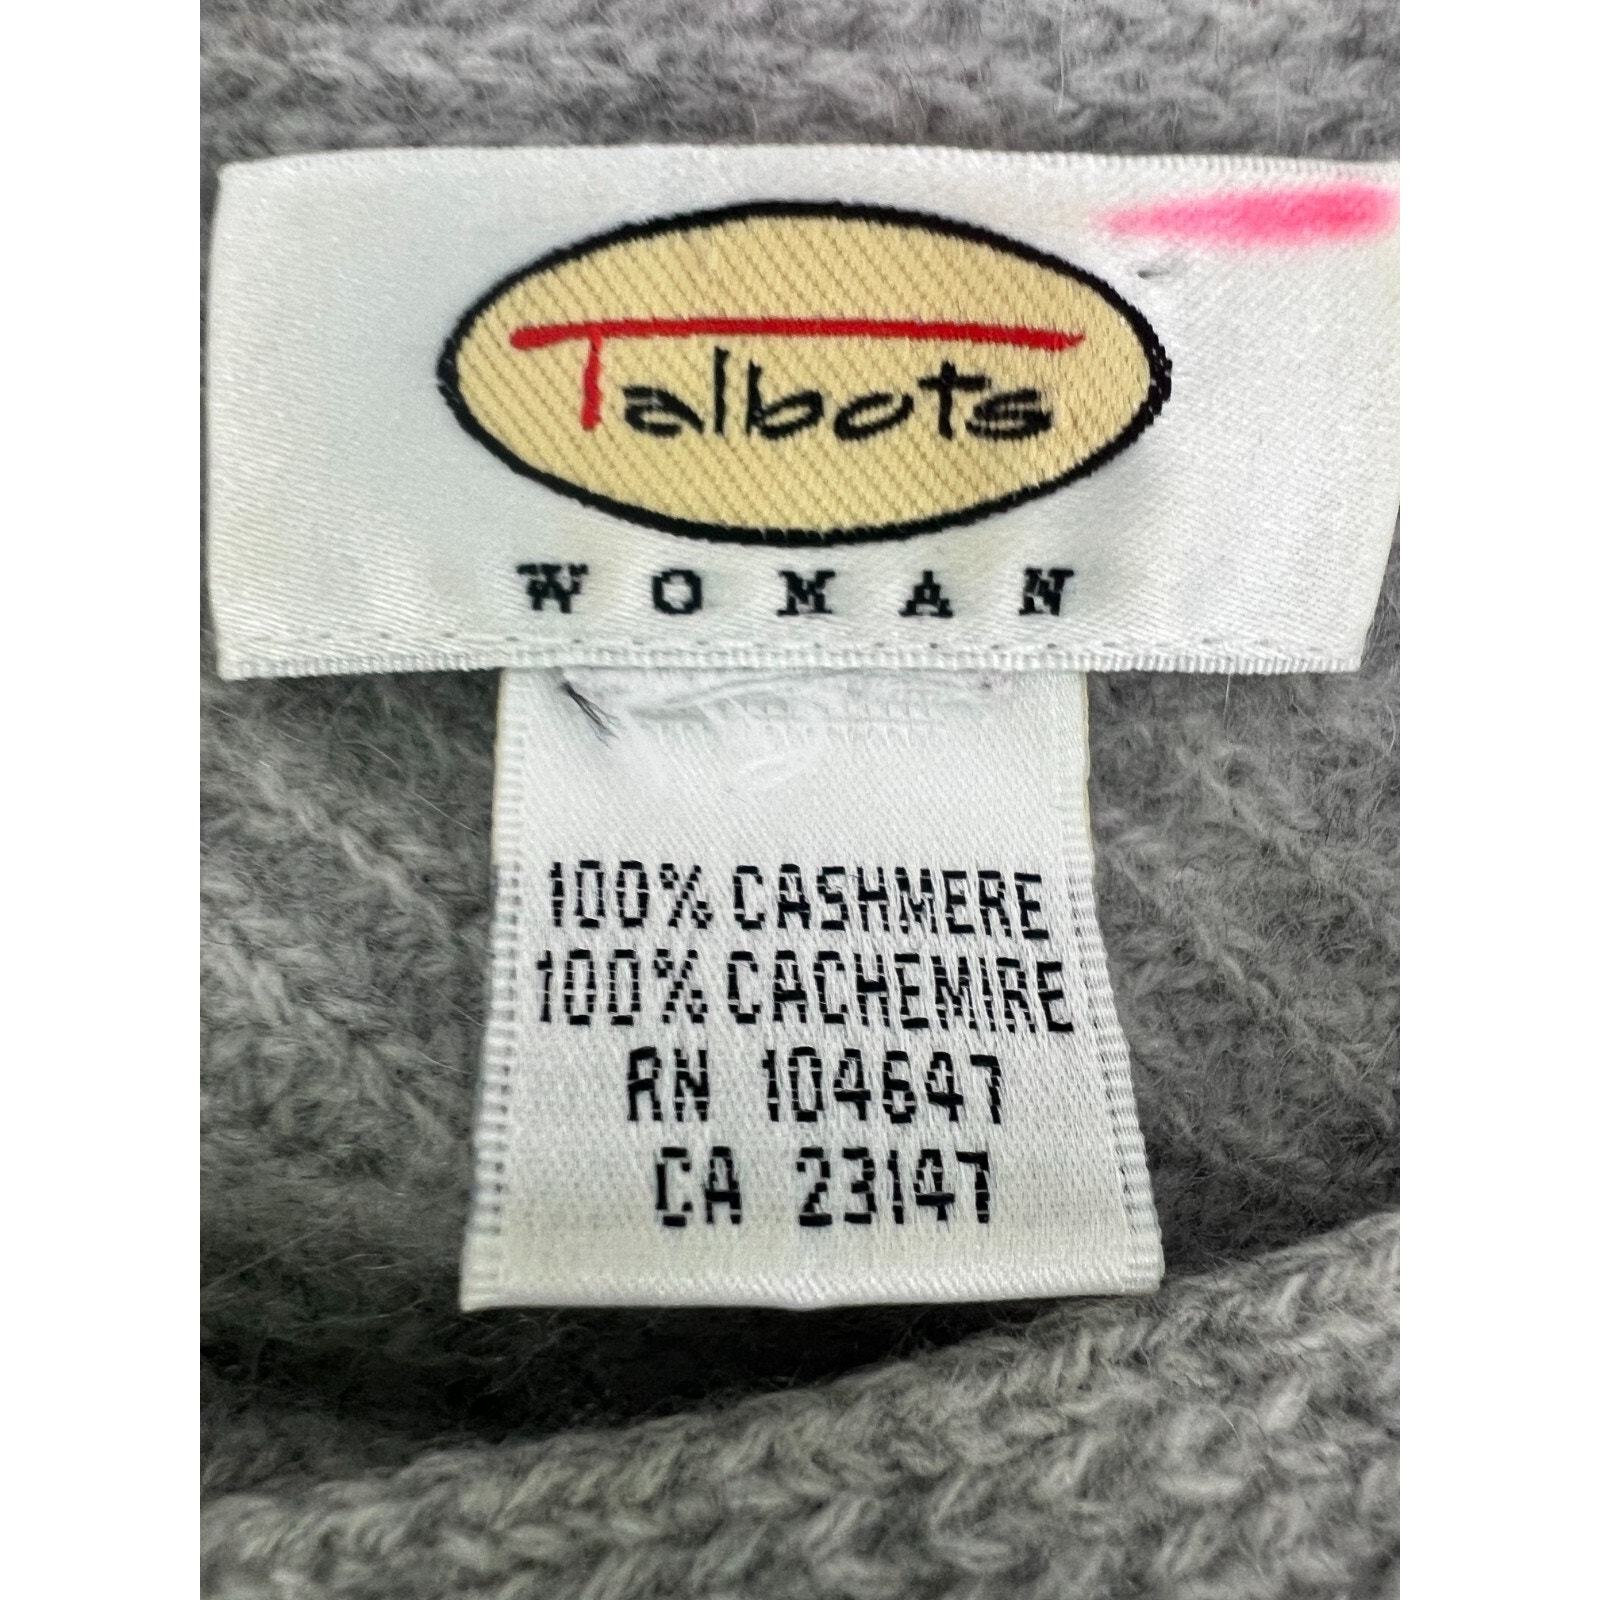 Talbots
WOMAN
100% CASHMERE
100% CACHEMIRE
RN 104647
CA 23147